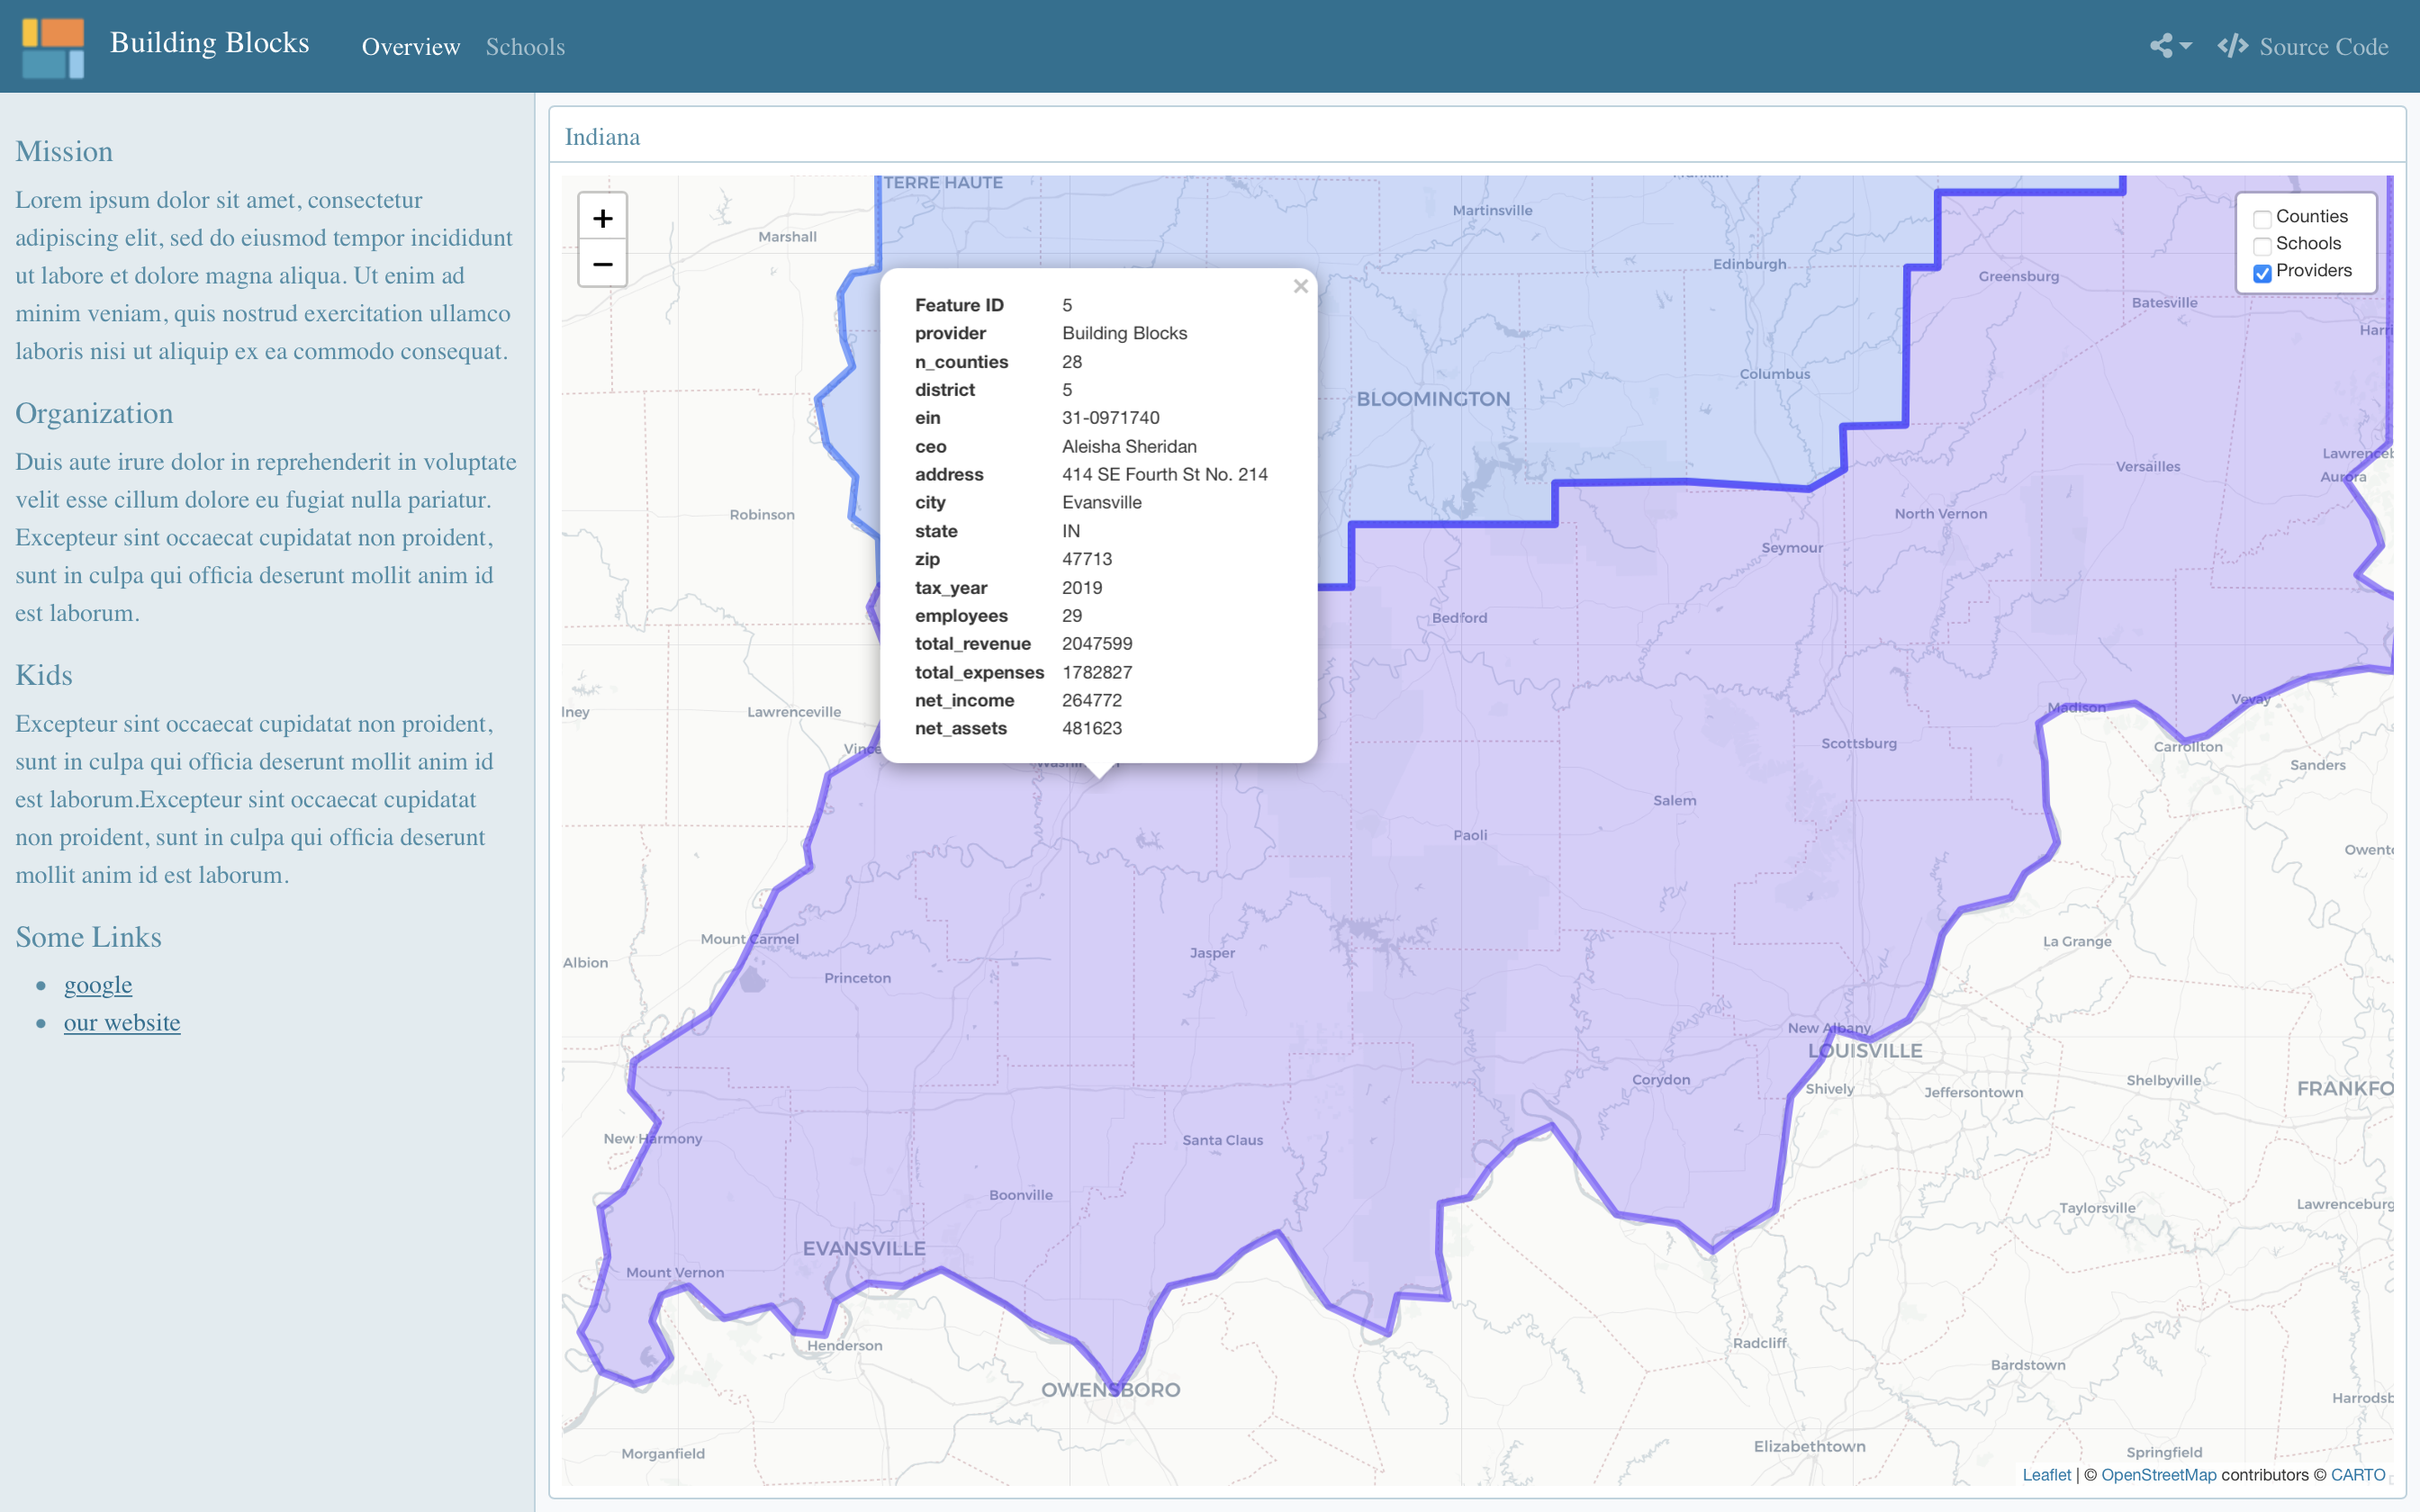 Building Blocks
Overview
Schools
Source Code
Mission
Lorem ipsum dolor sit amet, consectetur
adipiscing elit, sed do eiusmod tempor incididunt
ut labore et dolore magna aliqua. Ut enim ad
minim veniam, quis nostrud exercitation ullamco
laboris nisi ut aliquip ex ea commodo consequat.
Organization
Duis aute irure dolor in reprehenderit in voluptate
velit esse cillum dolore eu fugiat nulla pariatur.
Excepteur sint occaecat cupidatat non proident,
sunt in culpa qui officia deserunt mollit anim id
est laborum.
Kids
Excepteur sint occaecat cupidatat non proident,
sunt in culpa qui officia deserunt mollit anim id
est laborum.Excepteur sint occaecat cupidatat
non proident, sunt in culpa qui officia deserunt
mollit anim id est laborum.
Some Links
google
our website
Indiana
+
−
Counties
Schools
Providers
×
Feature ID 5
provider Building Blocks
n_counties 28
district 5
ein 31-0971740
ceo Aleisha Sheridan
address 414 SE Fourth St No. 214
city Evansville
state IN
zip 47713
tax_year 2019
employees 29
total_revenue 2047599
total_expenses 1782827
net_income 264772
net_assets 481623
TERRE HAUTE
Martinsville
Marshall
Edinburgh
Greensburg
Batesville
Harri
Columbus
BLOOMINGTON
Lawrenceb
Versailles
Aurora
Robinson
North Vernon
Seymour
Bedford
lney
Lawrenceville
Vince
Madison
Vevay
Scottsburg
Carrollton
Sanders
Salem
Paoli
Owento
Mount Carmel
La Grange
Jasper
Albion
Princeton
New Albany
LOUISVILLE
Corydon
Shively
Jeffersontown
Shelbyville
FRANKFO
New Harmony
Santa Claus
Boonville
Taylorsville
Lawrenceburg
EVANSVILLE
Mount Vernon
Henderson
Radcliff
Bardstown
OWENSBORO
Harrodsb
Morganfield
Elizabethtown
Springfield
Leaflet | © OpenStreetMap contributors © CARTO